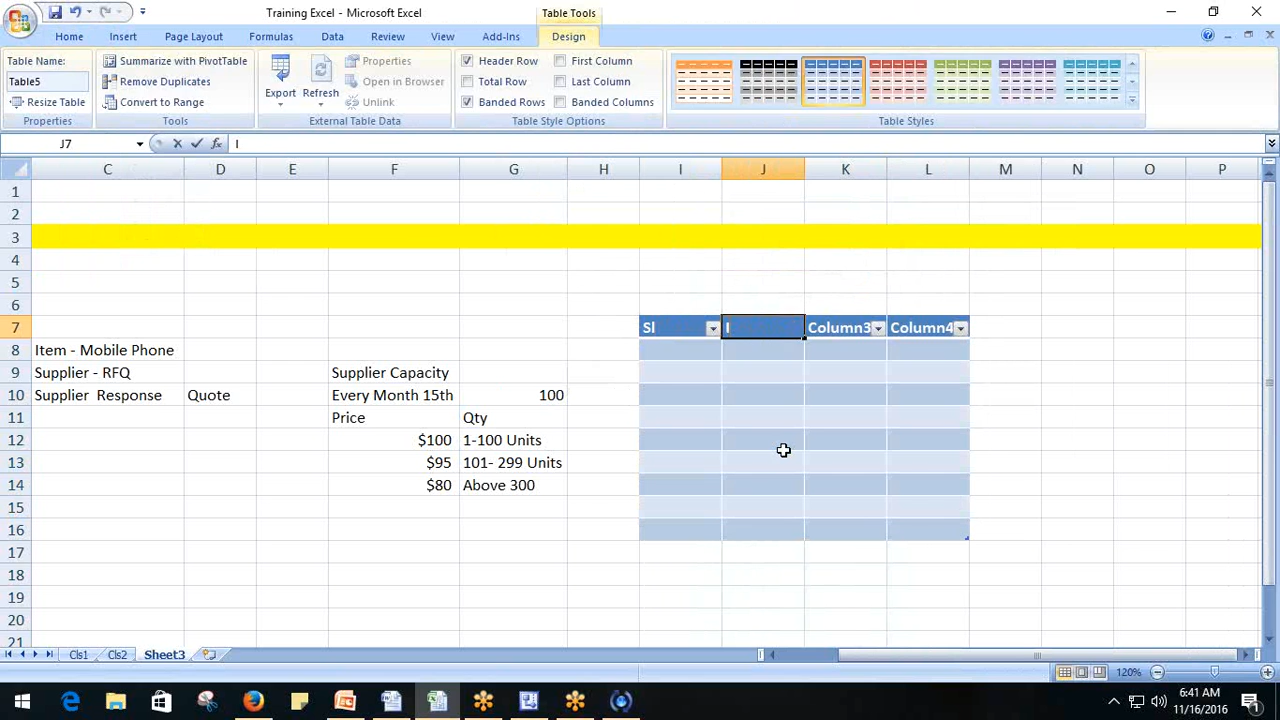 Training Excel - Microsoft Excel
Table Tools
Home Insert Page Layout Formulas Data Review View Add-Ins Design
Table Name:
Table5
Resize Table
Properties
Summarize with PivotTable
Remove Duplicates
Convert to Range
Tools
Export
Refresh
Properties
Open in Browser
Unlink
External Table Data
Header Row
Total Row
Banded Rows
First Column
Last Column
Banded Columns
Table Style Options
Table Styles
J7
fx
I
C D E F G H I J K L M N O P
1
2
3
4
5
6
7 Sl I Column3 Column4
8 Item - Mobile Phone
9 Supplier - RFQ Supplier Capacity
10 Supplier Response Quote Every Month 15th 100
11 Price Qty
12 $100 1-100 Units
13 $95 101- 299 Units
14 $80 Above 300
15
16
17
18
19
20
21
Cls1 Cls2 Sheet3
120%
6:41 AM
11/16/2016
1